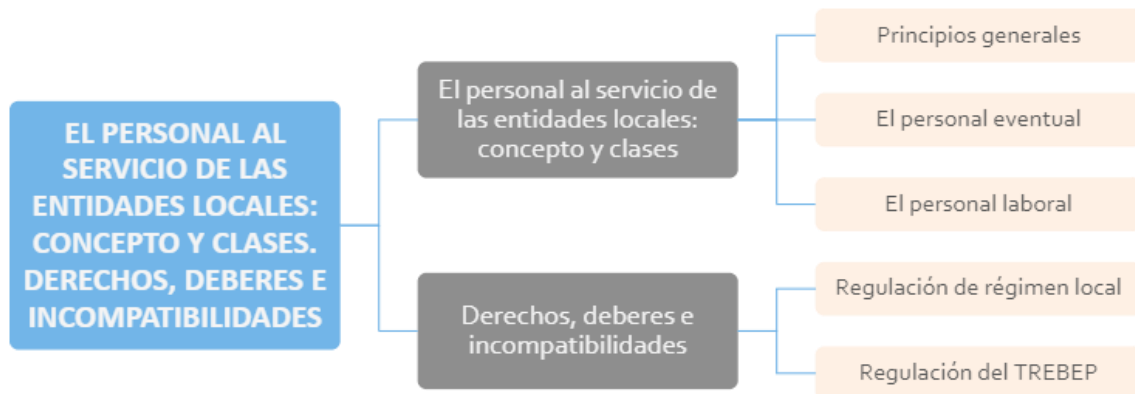 EL PERSONAL AL
SERVICIO DE LAS
ENTIDADES LOCALES:
CONCEPTO Y CLASES.
DERECHOS, DEBERES E
INCOMPATIBILIDADES
El personal al servicio de
las entidades locales:
concepto y clases
Principios generales
El personal eventual
El personal laboral
Derechos, deberes e
incompatibilidades
Regulación de régimen local
Regulación del TREBEP